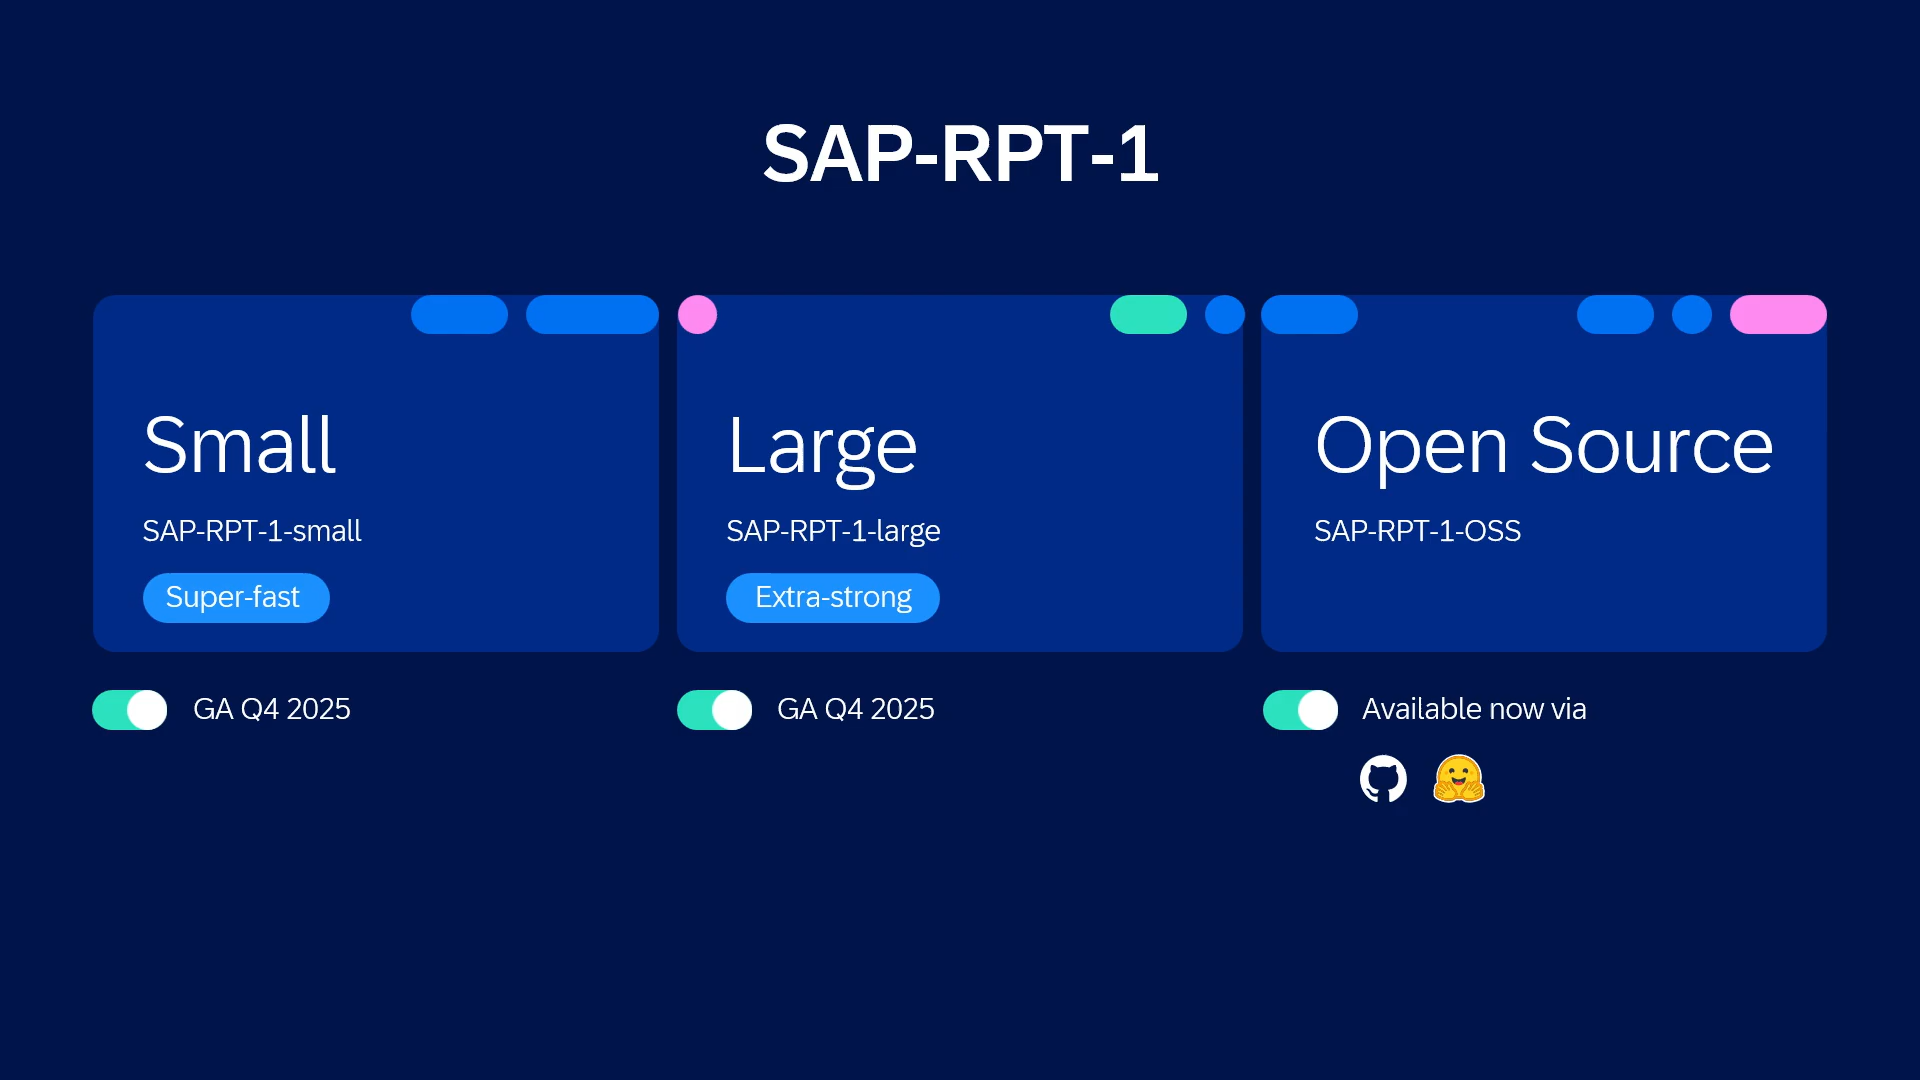 SAP-RPT-1
Small
SAP-RPT-1-small
Super-fast
GA Q4 2025
Large
SAP-RPT-1-large
Extra-strong
GA Q4 2025
Open Source
SAP-RPT-1-OSS
Available now via